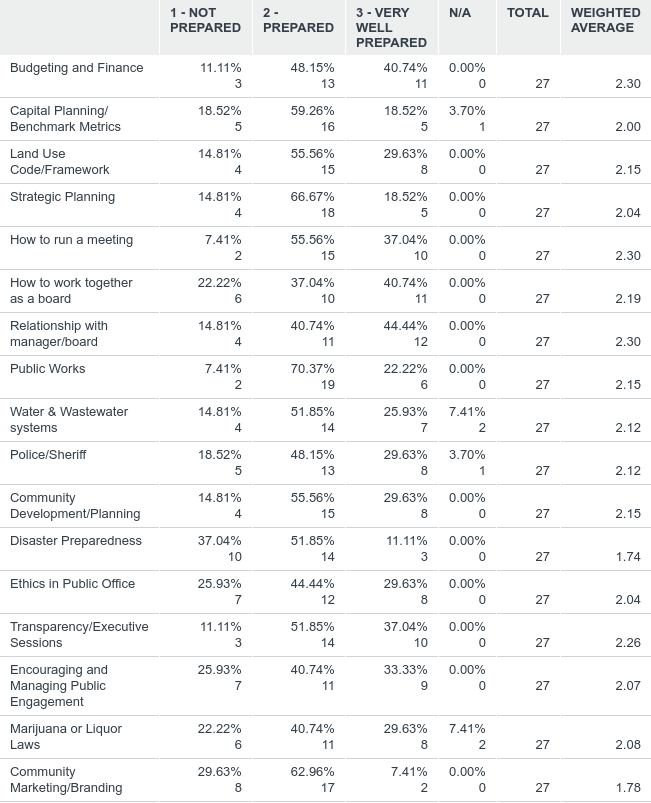 1 - NOT PREPARED 2 - PREPARED 3 - VERY WELL PREPARED N/A TOTAL WEIGHTED AVERAGE
Budgeting and Finance 11.11% 48.15% 40.74% 0.00%
3 13 11 0 27 2.30
Capital Planning/ 18.52% 59.26% 18.52% 3.70%
Benchmark Metrics 5 16 5 1 27 2.00
Land Use 14.81% 55.56% 29.63% 0.00%
Code/Framework 4 15 8 0 27 2.15
Strategic Planning 14.81% 66.67% 18.52% 0.00%
4 18 5 0 27 2.04
How to run a meeting 7.41% 55.56% 37.04% 0.00%
2 15 10 0 27 2.30
How to work together 22.22% 37.04% 40.74% 0.00%
as a board 6 10 11 0 27 2.19
Relationship with 14.81% 40.74% 44.44% 0.00%
manager/board 4 11 12 0 27 2.30
Public Works 7.41% 70.37% 22.22% 0.00%
2 19 6 0 27 2.15
Water & Wastewater 14.81% 51.85% 25.93% 7.41%
systems 4 14 7 2 27 2.12
Police/Sheriff 18.52% 48.15% 29.63% 3.70%
5 13 8 1 27 2.12
Community 14.81% 55.56% 29.63% 0.00%
Development/Planning 4 15 8 0 27 2.15
Disaster Preparedness 37.04% 51.85% 11.11% 0.00%
10 14 3 0 27 1.74
Ethics in Public Office 25.93% 44.44% 29.63% 0.00%
7 12 8 0 27 2.04
Transparency/Executive 11.11% 51.85% 37.04% 0.00%
Sessions 3 14 10 0 27 2.26
Encouraging and 25.93% 40.74% 33.33% 0.00%
Managing Public 7 11 9 0 27 2.07
Engagement
Marijuana or Liquor 22.22% 40.74% 29.63% 7.41%
Laws 6 11 8 2 27 2.08
Community 29.63% 62.96% 7.41% 0.00%
Marketing/Branding 8 17 2 0 27 1.78